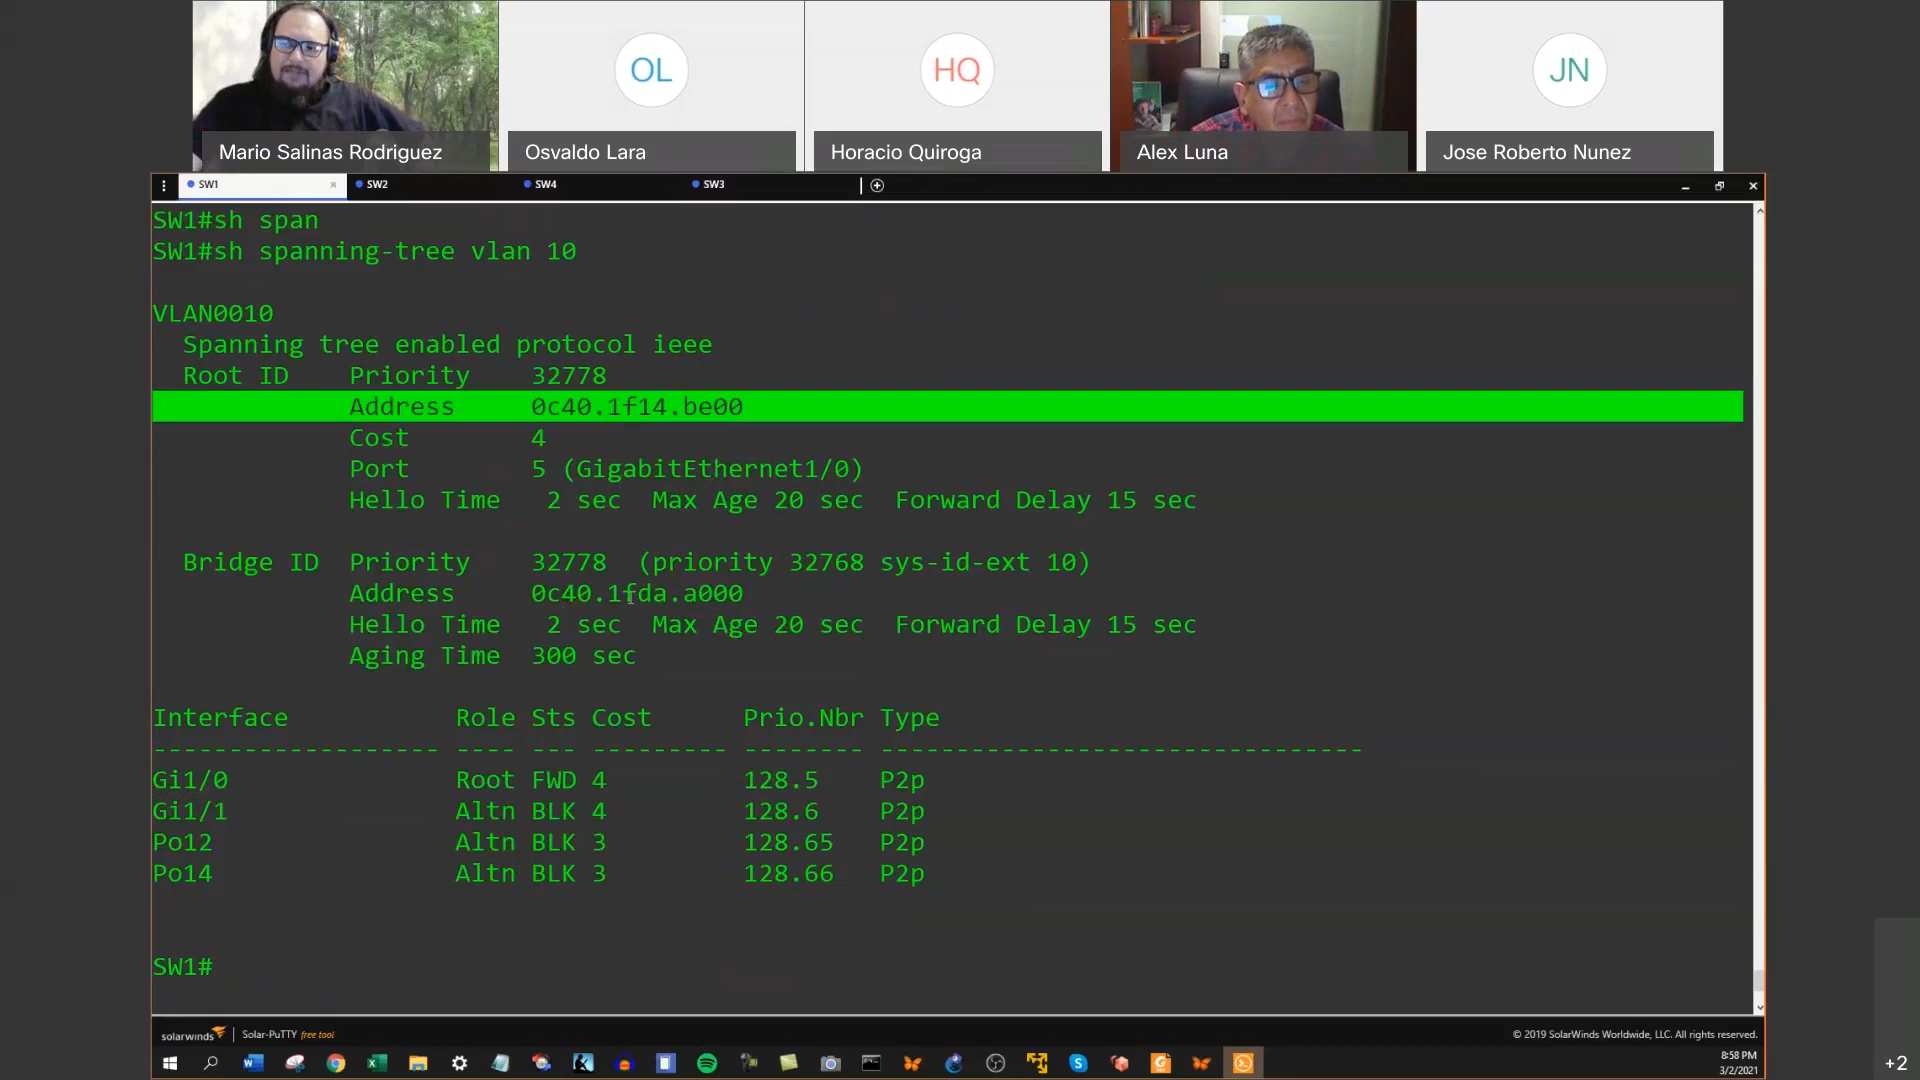 OL
HQ
JN
Mario Salinas Rodriguez
Osvaldo Lara
Horacio Quiroga
Alex Luna
Jose Roberto Nunez
SW1
SW2
SW4
SW3
SW1#sh span
SW1#sh spanning-tree vlan 10
VLAN0010
Spanning tree enabled protocol ieee
Root ID Priority 32778
Address 0c40.1f14.be00
Cost 4
Port 5 (GigabitEthernet1/0)
Hello Time 2 sec Max Age 20 sec Forward Delay 15 sec
Bridge ID Priority 32778 (priority 32768 sys-id-ext 10)
Address 0c40.1fda.a000
Hello Time 2 sec Max Age 20 sec Forward Delay 15 sec
Aging Time 300 sec
Interface Role Sts Cost Prio.Nbr Type
------------------- ---- --- --------- -------- --------------------------------
Gi1/0 Root FWD 4 128.5 P2p
Gi1/1 Altn BLK 4 128.6 P2p
Po12 Altn BLK 3 128.65 P2p
Po14 Altn BLK 3 128.66 P2p
SW1#
solarwinds Solar-PuTTY free tool
© 2019 SolarWinds Worldwide, LLC. All rights reserved.
8:58 PM
3/2/2021
+2